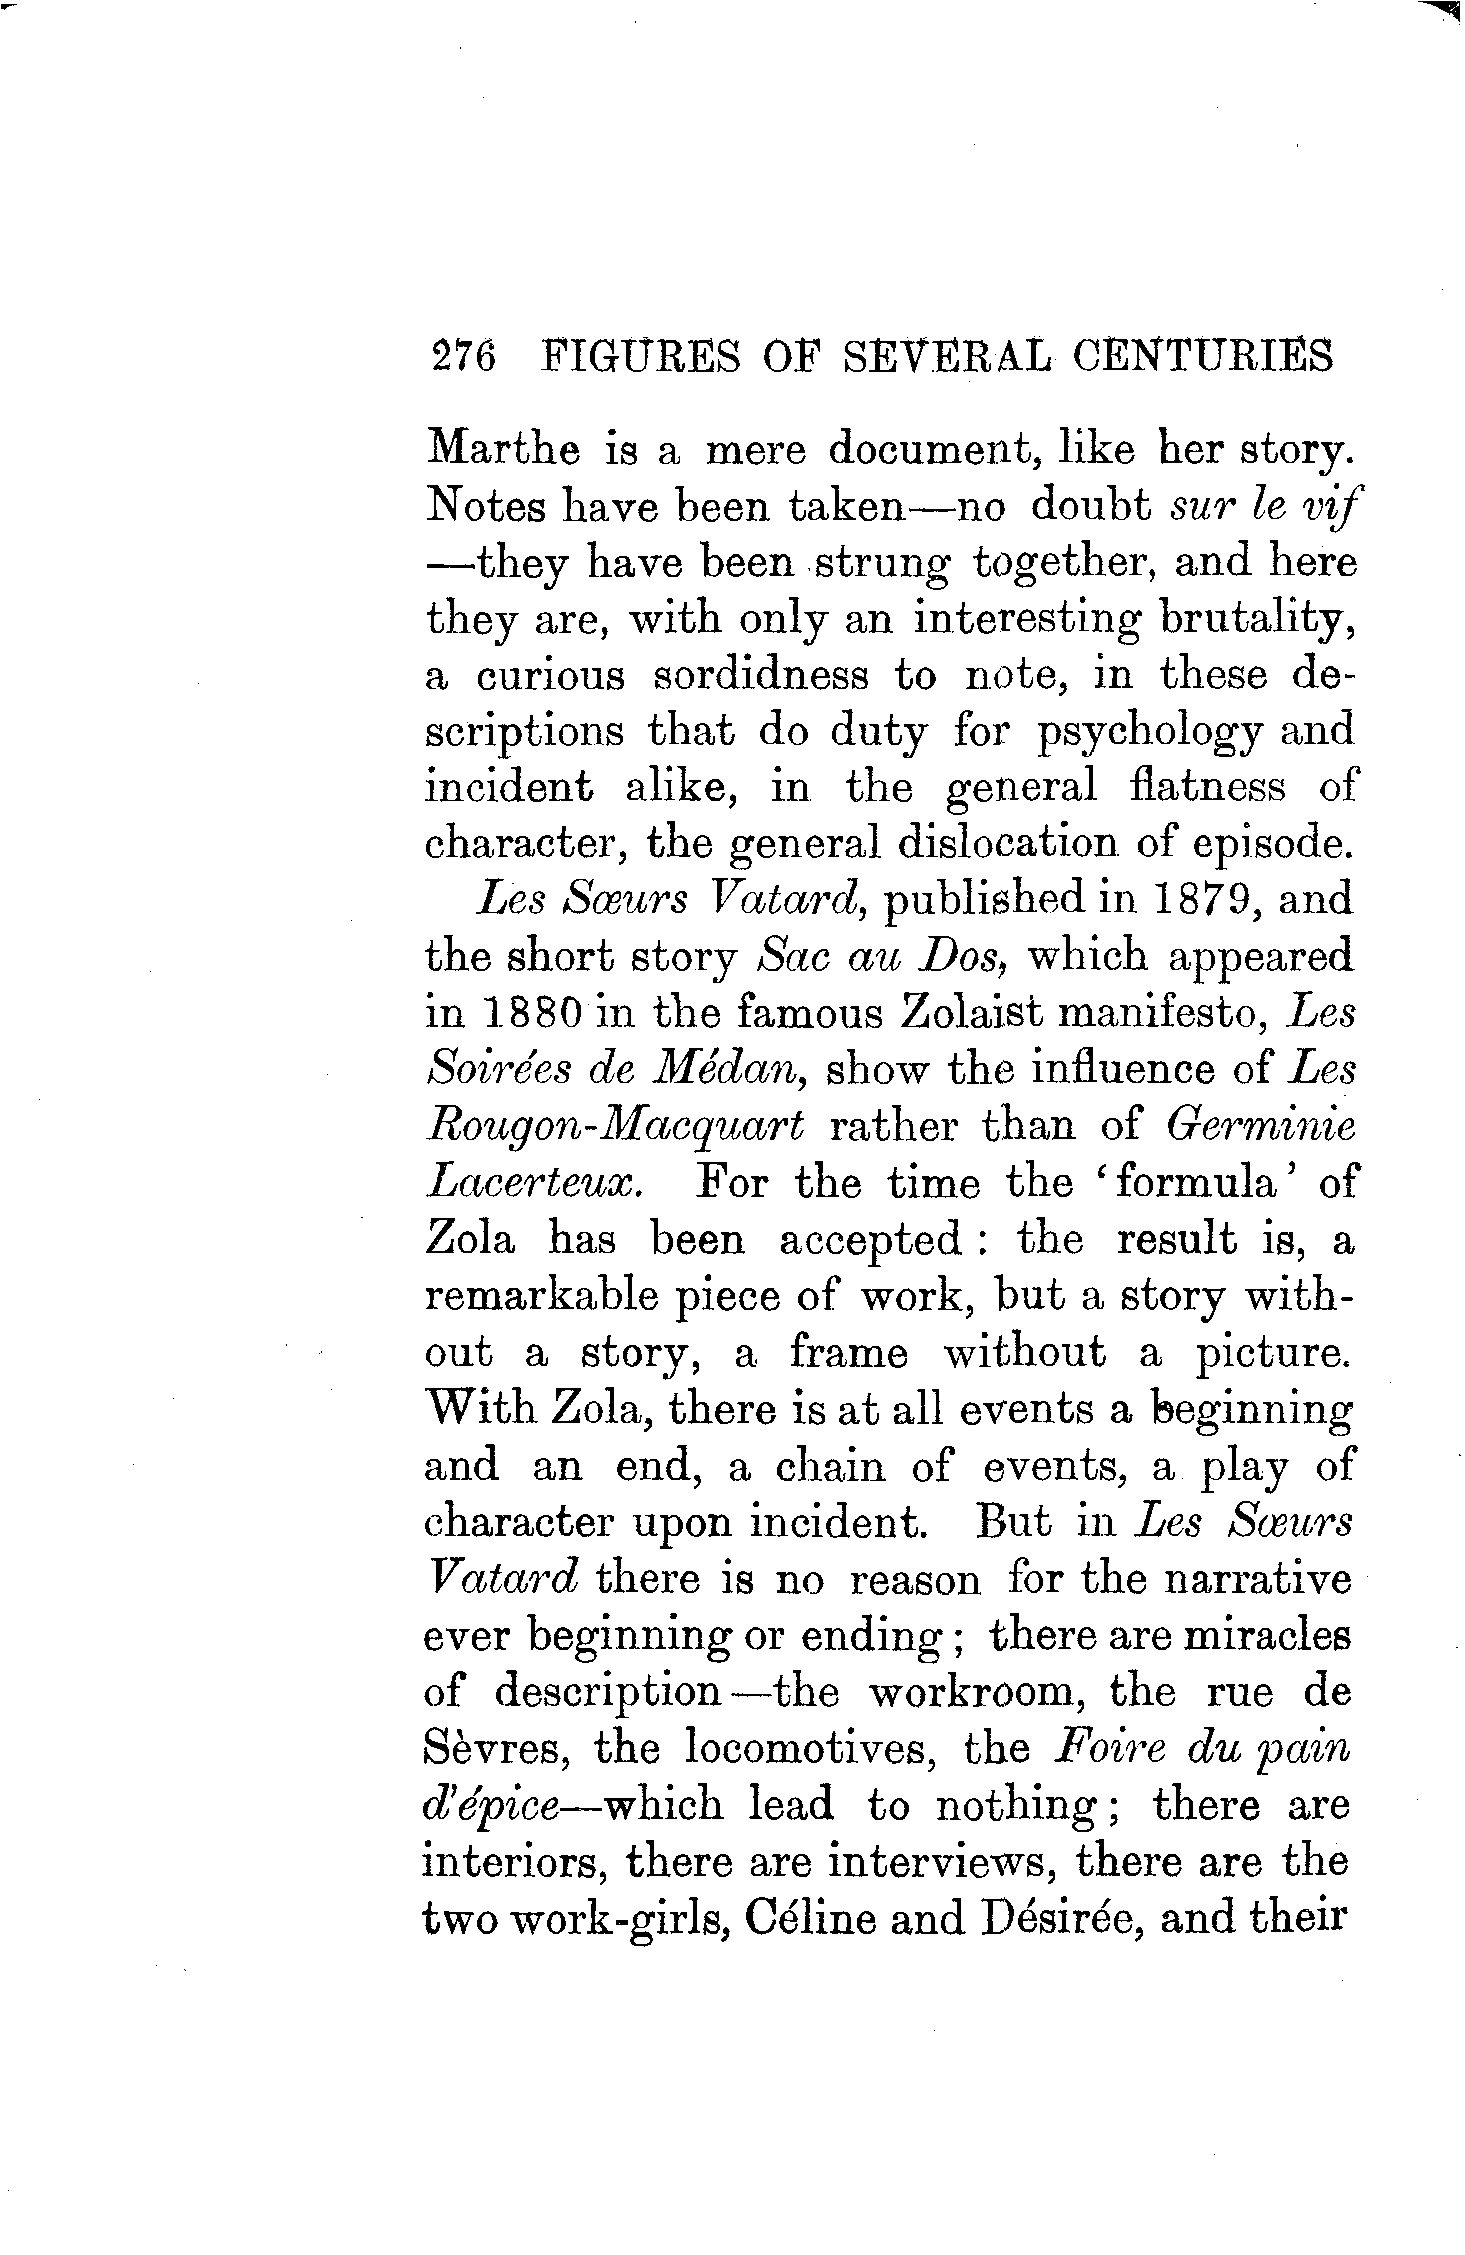 276 FIGURES OF SEVERAL CENTURIES
Marthe is a mere document, like her story.
Notes have been taken—no doubt sur le vif
—they have been strung together, and here
they are, with only an interesting brutality,
a curious sordidness to note, in these de-
scriptions that do duty for psychology and
incident alike, in the general flatness of
character, the general dislocation of episode.
Les Sœurs Vatard, published in 1879, and
the short story Sac au Dos, which appeared
in 1880 in the famous Zolaist manifesto, Les
Soirées de Médan, show the influence of Les
Rougon-Macquart rather than of Germinie
Lacerteux. For the time the ‘formula’ of
Zola has been accepted : the result is, a
remarkable piece of work, but a story with-
out a story, a frame without a picture.
With Zola, there is at all events a beginning
and an end, a chain of events, a play of
character upon incident. But in Les Sœurs
Vatard there is no reason for the narrative
ever beginning or ending ; there are miracles
of description—the workroom, the rue de
Sèvres, the locomotives, the Foire du pain
d'épice—which lead to nothing ; there are
interiors, there are interviews, there are the
two work-girls, Céline and Désirée, and their